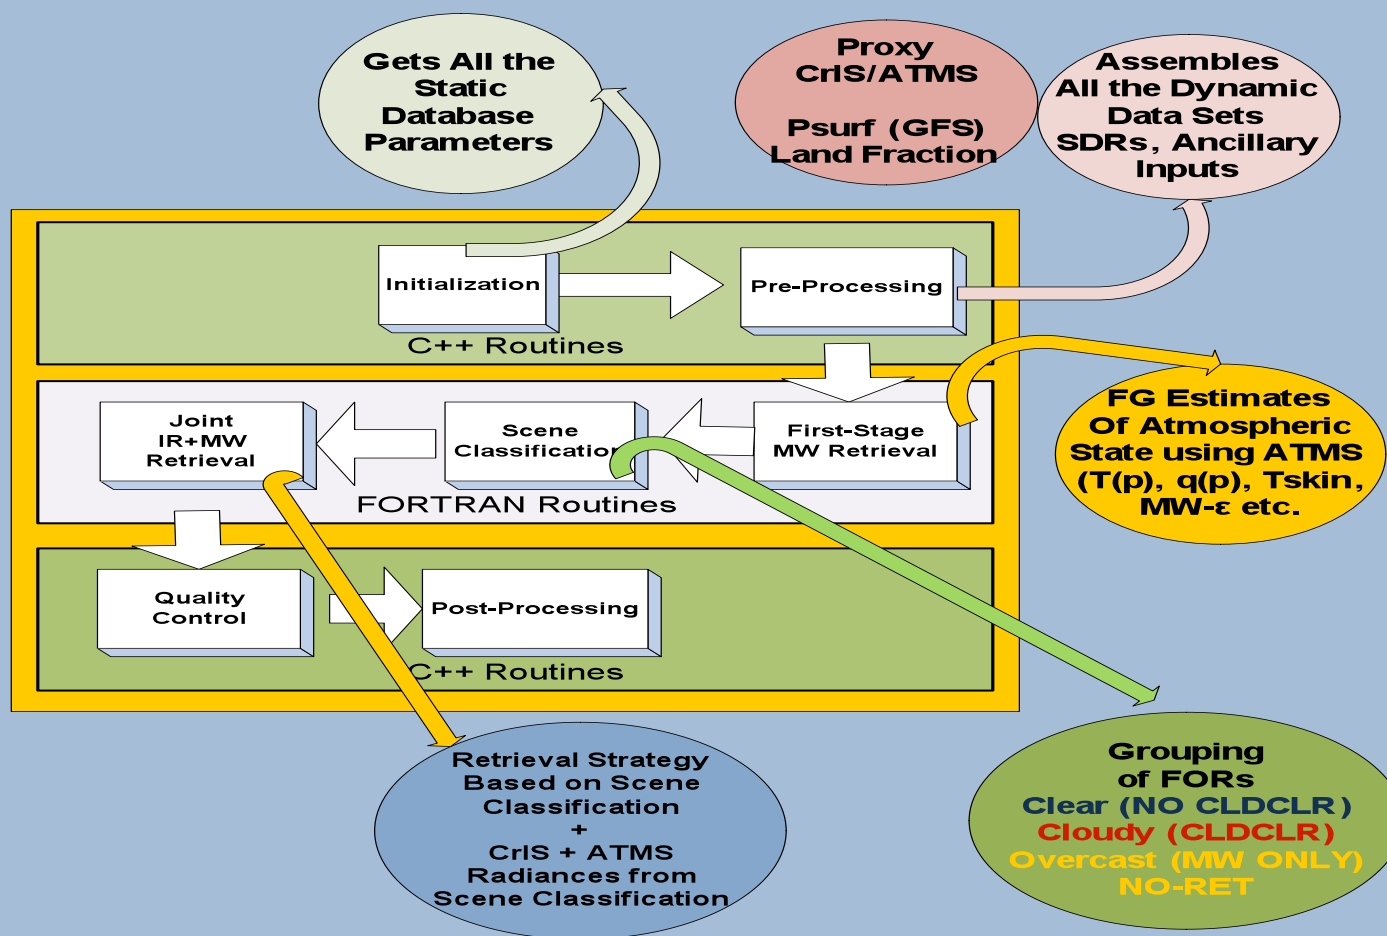 Gets All the
Static
Database
Parameters
Proxy
CrIS/ATMS
Psurf (GFS)
Land Fraction
Assembles
All the Dynamic
Data Sets
SDRs, Ancillary
Inputs
Initialization
Pre-Processing
C++ Routines
Joint
IR+MW
Retrieval
Scene
Classification
First-Stage
MW Retrieval
FORTRAN Routines
FG Estimates
Of Atmospheric
State using ATMS
(T(p), q(p), Tskin,
MW-ε etc.
Quality
Control
Post-Processing
C++ Routines
Retrieval Strategy
Based on Scene
Classification
+
CrIS + ATMS
Radiances from
Scene Classification
Grouping
of FORs
Clear (NO CLDCLR)
Cloudy (CLDCLR)
Overcast (MW ONLY)
NO-RET